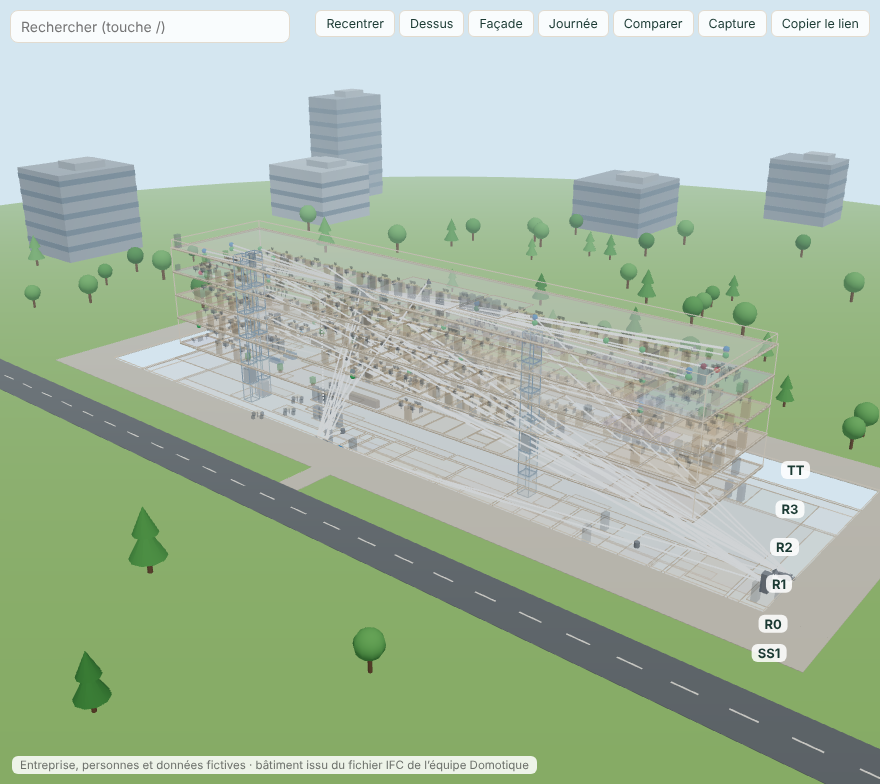 Rechercher (touche /)
Recentrer
Dessus
Façade
Journée
Comparer
Capture
Copier le lien
TT
R3
R2
R1
R0
SS1
Entreprise, personnes et données fictives · bâtiment issu du fichier IFC de l’équipe Domotique